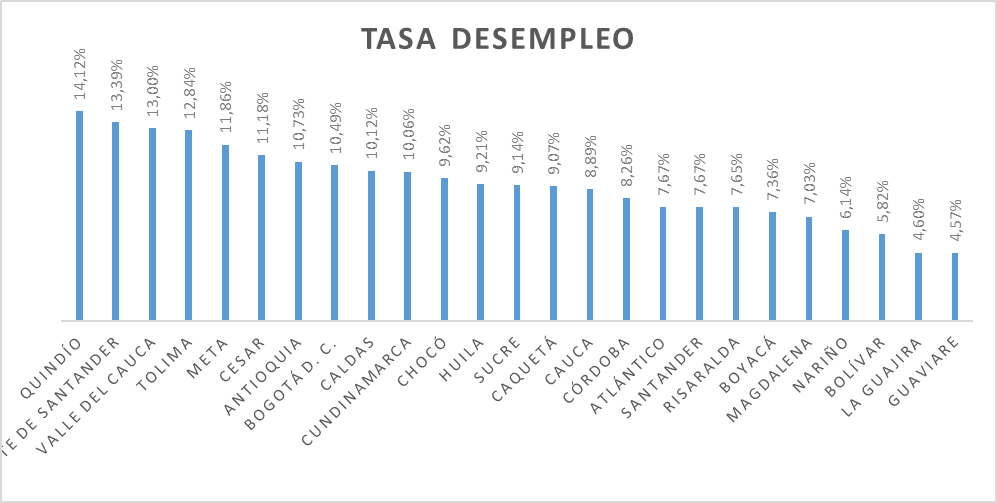 TASA DESEMPLEO
14,12%
13,39%
13,00%
12,84%
11,86%
11,18%
10,73%
10,49%
10,12%
10,06%
9,62%
9,21%
9,14%
9,07%
8,89%
8,26%
7,67%
7,67%
7,65%
7,36%
7,03%
6,14%
5,82%
4,60%
4,57%
QUINDÍO
TE DE SANTANDER
VALLE DEL CAUCA
TOLIMA
META
CESAR
ANTIOQUIA
BOGOTÁ D. C.
CALDAS
CUNDINAMARCA
CHOCÓ
HUILA
SUCRE
CAQUETÁ
CAUCA
CÓRDOBA
ATLÁNTICO
SANTANDER
RISARALDA
BOYACÁ
MAGDALENA
NARIÑO
BOLÍVAR
LA GUAJIRA
GUAVIARE